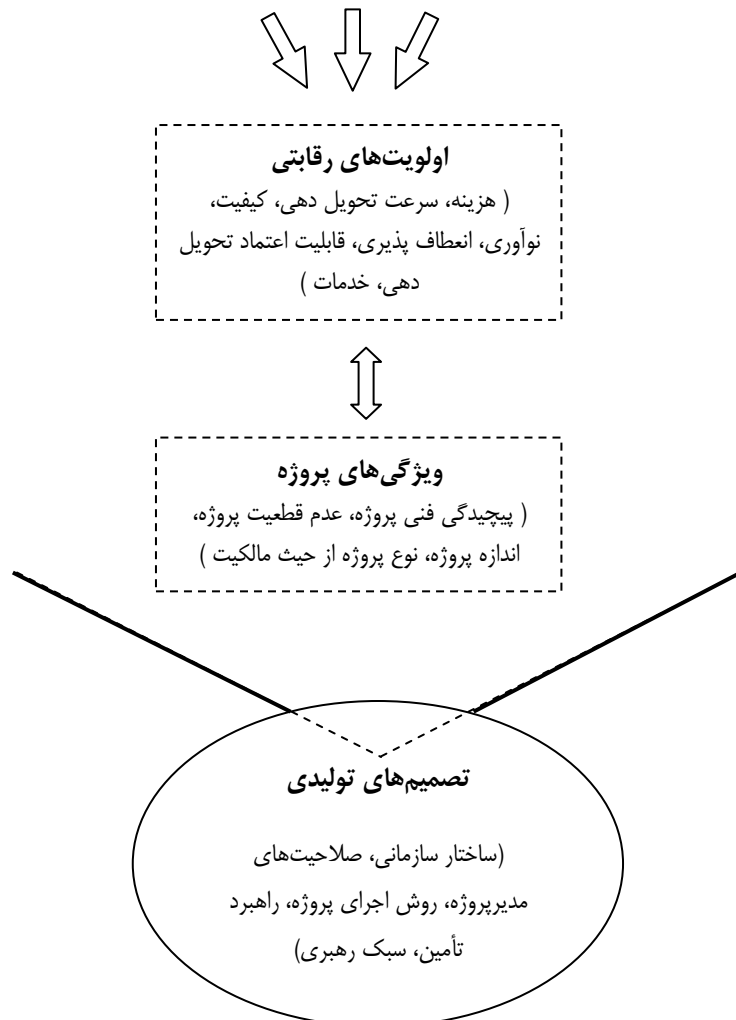 اولویت‌های رقابتی
( هزینه، سرعت تحویل دهی، کیفیت،
نوآوری، انعطاف پذیری، قابلیت اعتماد تحویل
دهی، خدمات )
ویژگی‌های پروژه
( پیچیدگی فنی پروژه، عدم قطعیت پروژه،
اندازه پروژه، نوع پروژه از حیث مالکیت )
تصمیم‌های تولیدی
(ساختار سازمانی، صلاحیت‌های
مدیرپروژه، روش اجرای پروژه، راهبرد
تأمین، سبک رهبری)